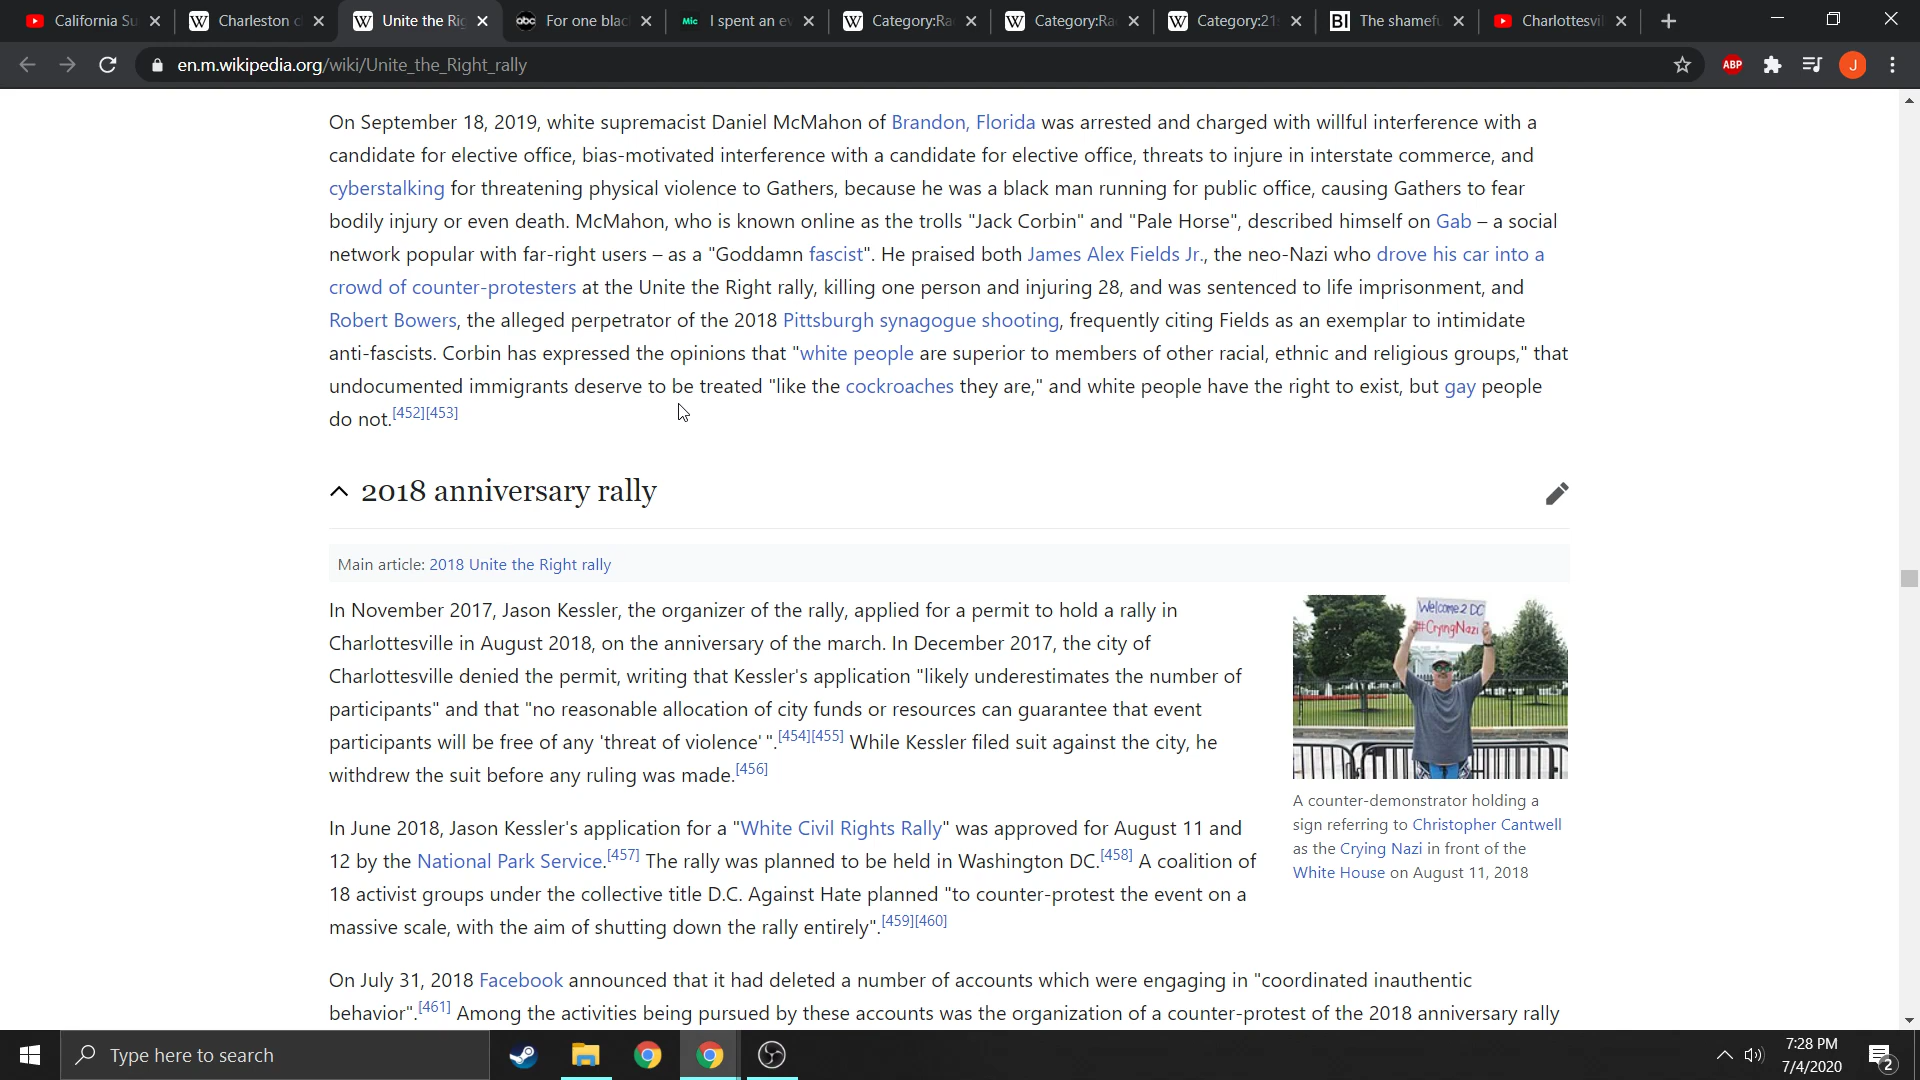 California Su
Charleston c
Unite the Rig
For one blac
I spent an ev
Category:Ra
Category:Ra
Category:21s
The shamefu
Charlottesvil
en.m.wikipedia.org/wiki/Unite_the_Right_rally
ABP
J
On September 18, 2019, white supremacist Daniel McMahon of Brandon, Florida was arrested and charged with willful interference with a
candidate for elective office, bias-motivated interference with a candidate for elective office, threats to injure in interstate commerce, and
cyberstalking for threatening physical violence to Gathers, because he was a black man running for public office, causing Gathers to fear
bodily injury or even death. McMahon, who is known online as the trolls "Jack Corbin" and "Pale Horse", described himself on Gab – a social
network popular with far-right users – as a "Goddamn fascist". He praised both James Alex Fields Jr., the neo-Nazi who drove his car into a
crowd of counter-protesters at the Unite the Right rally, killing one person and injuring 28, and was sentenced to life imprisonment, and
Robert Bowers, the alleged perpetrator of the 2018 Pittsburgh synagogue shooting, frequently citing Fields as an exemplar to intimidate
anti-fascists. Corbin has expressed the opinions that "white people are superior to members of other racial, ethnic and religious groups," that
undocumented immigrants deserve to be treated "like the cockroaches they are," and white people have the right to exist, but gay people
do not.[452][453]
2018 anniversary rally
Main article: 2018 Unite the Right rally
In November 2017, Jason Kessler, the organizer of the rally, applied for a permit to hold a rally in
Charlottesville in August 2018, on the anniversary of the march. In December 2017, the city of
Charlottesville denied the permit, writing that Kessler's application "likely underestimates the number of
participants" and that "no reasonable allocation of city funds or resources can guarantee that event
participants will be free of any 'threat of violence' ".[454][455] While Kessler filed suit against the city, he
withdrew the suit before any ruling was made.[456]
Welcome 2 DC
#CryingNazi
A counter-demonstrator holding a
sign referring to Christopher Cantwell
as the Crying Nazi in front of the
White House on August 11, 2018
In June 2018, Jason Kessler's application for a "White Civil Rights Rally" was approved for August 11 and
12 by the National Park Service.[457] The rally was planned to be held in Washington DC.[458] A coalition of
18 activist groups under the collective title D.C. Against Hate planned "to counter-protest the event on a
massive scale, with the aim of shutting down the rally entirely".[459][460]
On July 31, 2018 Facebook announced that it had deleted a number of accounts which were engaging in "coordinated inauthentic
behavior".[461] Among the activities being pursued by these accounts was the organization of a counter-protest of the 2018 anniversary rally
Type here to search
7:28 PM
7/4/2020
2